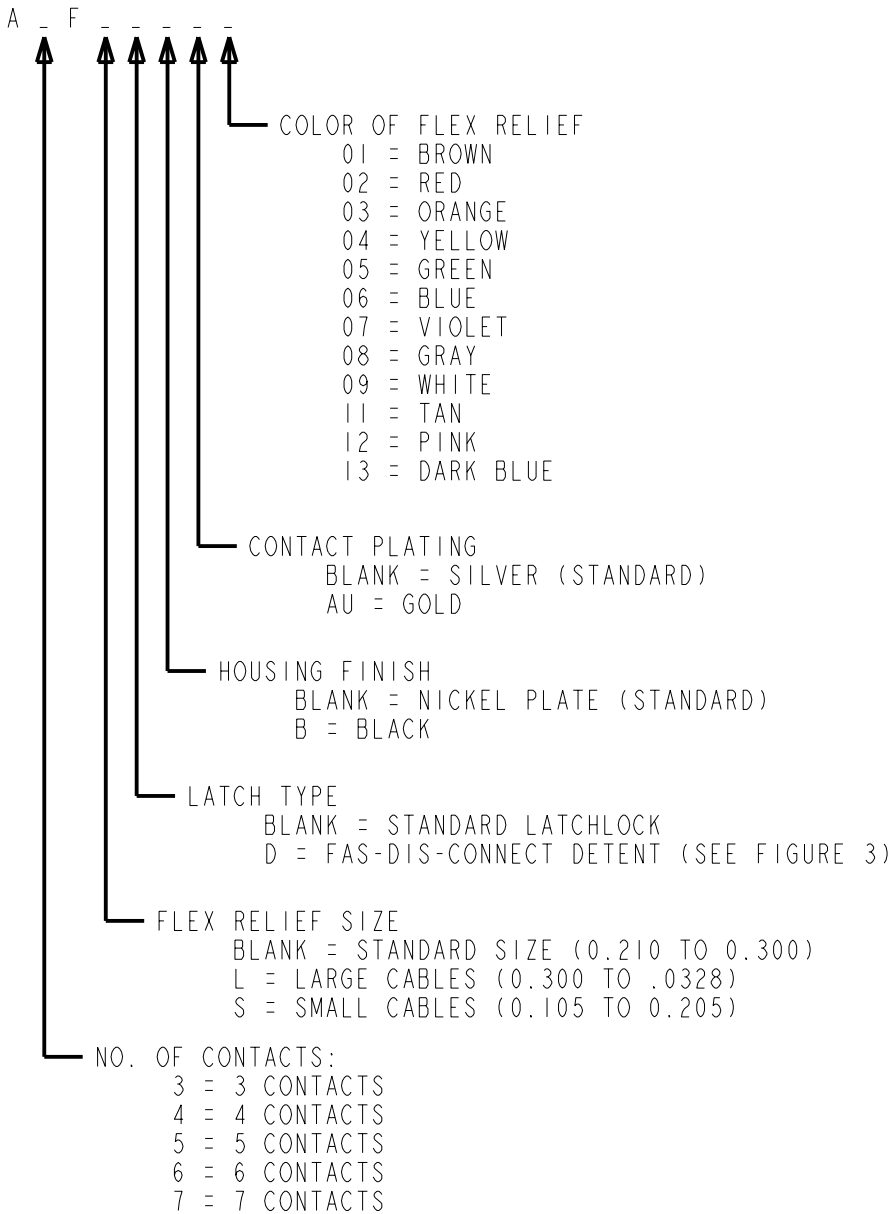 A _ F _ _ _ _ _
COLOR OF FLEX RELIEF
01 = BROWN
02 = RED
03 = ORANGE
04 = YELLOW
05 = GREEN
06 = BLUE
07 = VIOLET
08 = GRAY
09 = WHITE
11 = TAN
12 = PINK
13 = DARK BLUE
CONTACT PLATING
BLANK = SILVER (STANDARD)
AU = GOLD
HOUSING FINISH
BLANK = NICKEL PLATE (STANDARD)
B = BLACK
LATCH TYPE
BLANK = STANDARD LATCHLOCK
D = FAS-DIS-CONNECT DETENT (SEE FIGURE 3)
FLEX RELIEF SIZE
BLANK = STANDARD SIZE (0.210 TO 0.300)
L = LARGE CABLES (0.300 TO .0328)
S = SMALL CABLES (0.105 TO 0.205)
NO. OF CONTACTS:
3 = 3 CONTACTS
4 = 4 CONTACTS
5 = 5 CONTACTS
6 = 6 CONTACTS
7 = 7 CONTACTS